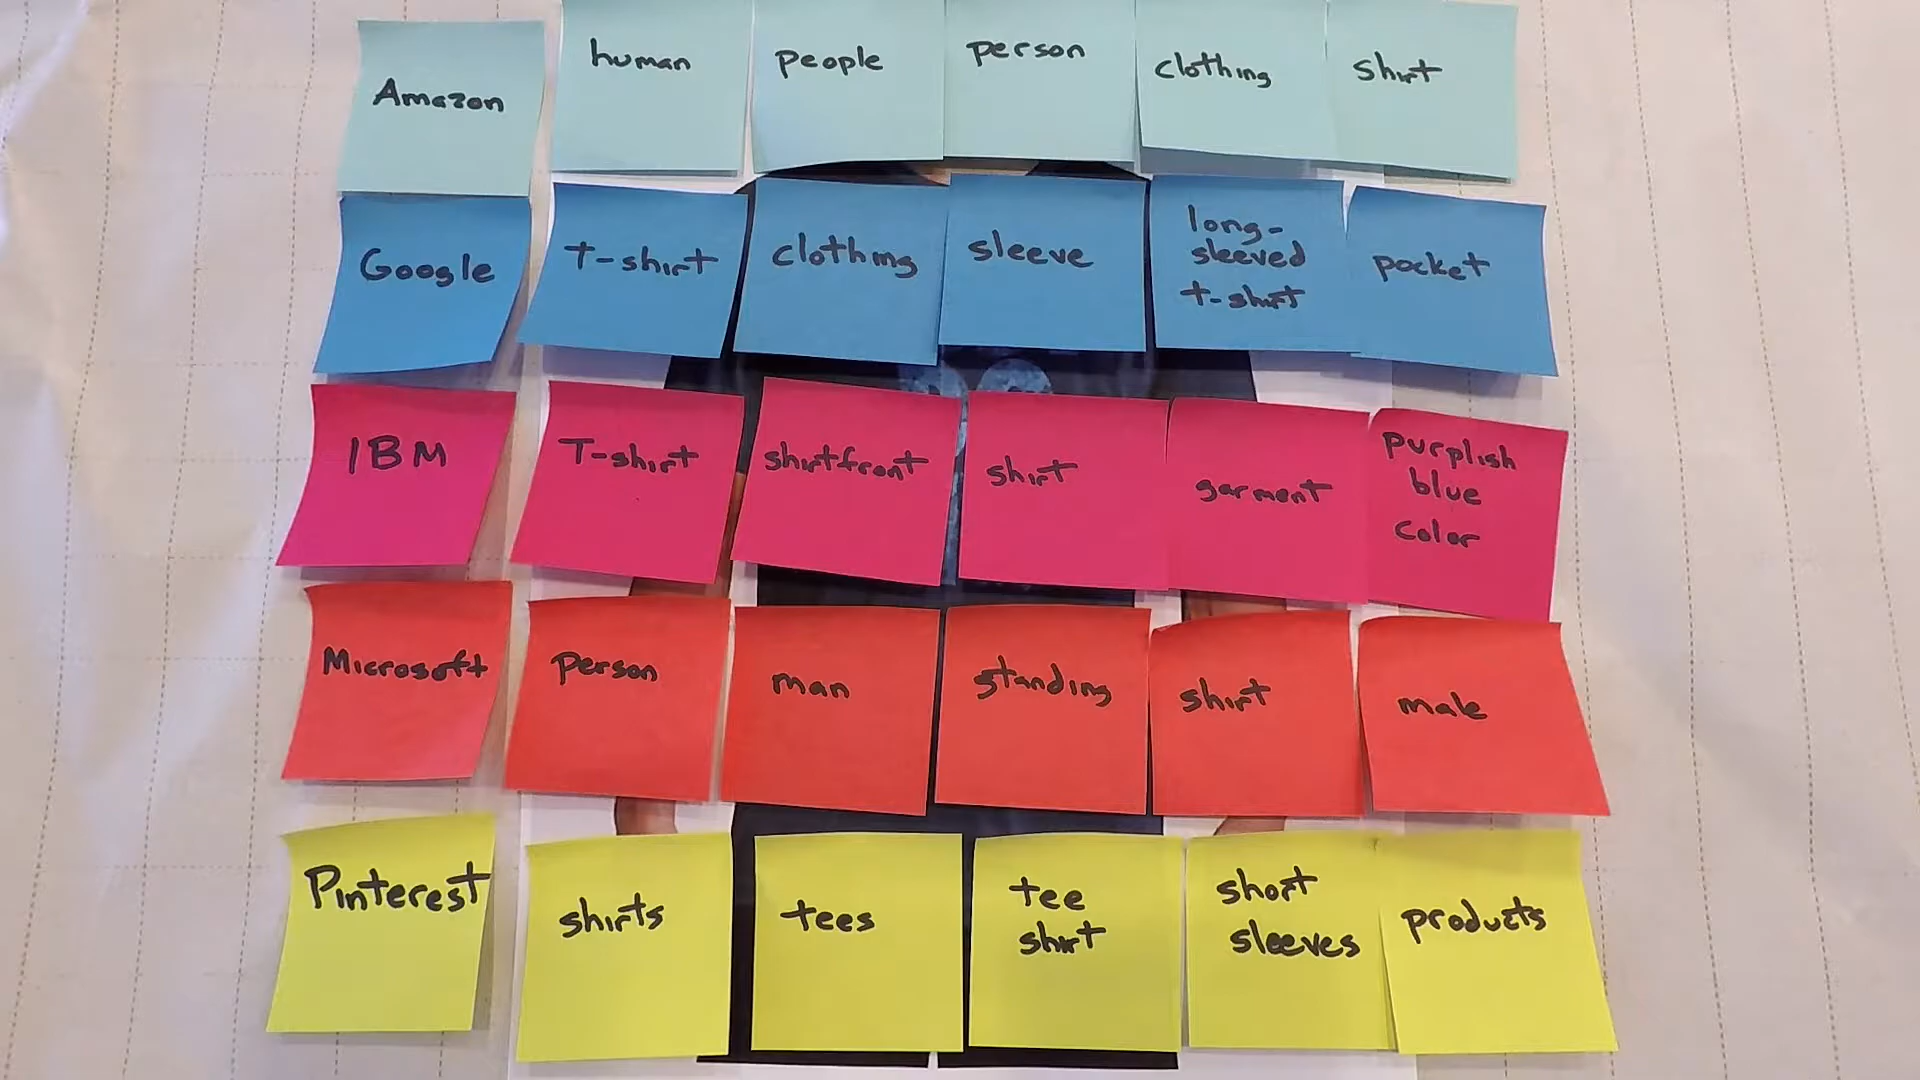 Amazon
human
people
person
clothing
shirt
Google
T-shirt
clothing
sleeve
long-
sleeved
t-shirt
pocket
IBM
T-shirt
shirtfront
shirt
garment
purplish
blue
color
Microsoft
person
man
standing
shirt
male
Pinterest
shirts
tees
tee
shirt
short
sleeves
products